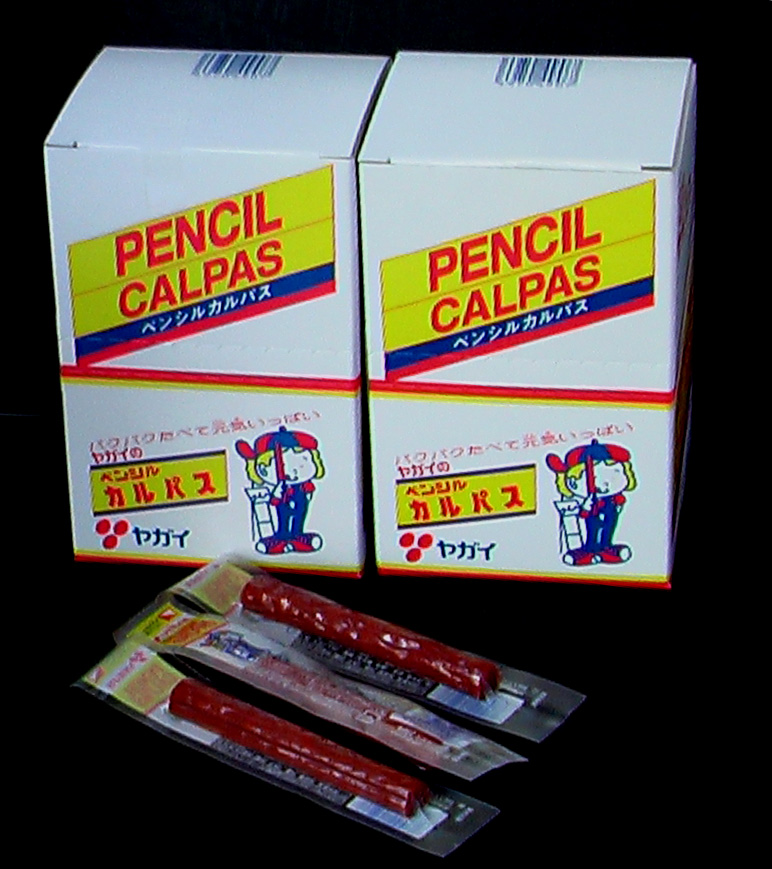 PENCIL
CALPAS
ペンシルカルパス
パクパクたべて元気いっぱい
ヤガイの
ペンシル
カルパス
ヤガイ
PENCIL
CALPAS
ペンシルカルパス
パクパクたべて元気いっぱい
ヤガイの
ペンシル
カルパス
ヤガイ